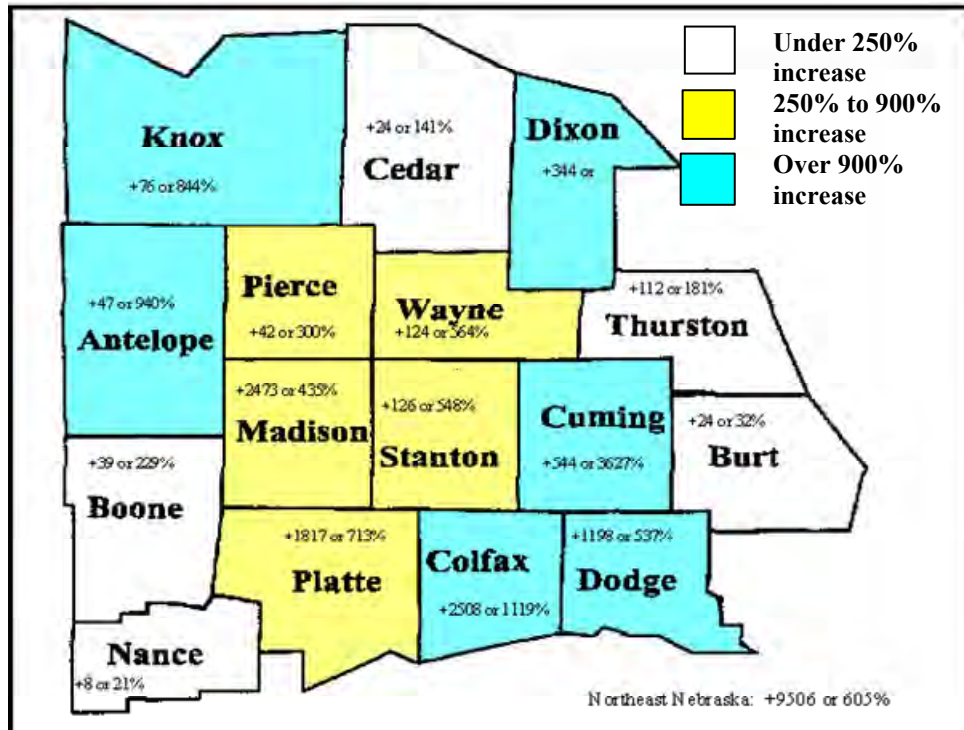 Under 250%
increase
250% to 900%
increase
Over 900%
increase
Knox
+76 or 844%
+24 or 141%
Cedar
Dixon
+344 or
+47 or 940%
Antelope
Pierce
+42 or 300%
Wayne
+124 or 564%
+112 or 181%
Thurston
+2473 or 435%
Madison
+126 or 548%
Stanton
Cuming
+544 or 3627%
+24 or 32%
Burt
+39 or 229%
Boone
+1817 or 713%
Platte
Colfax
+2508 or 1119%
+1198 or 537%
Dodge
Nance
+8 or 21%
Northeast Nebraska: +9506 or 605%